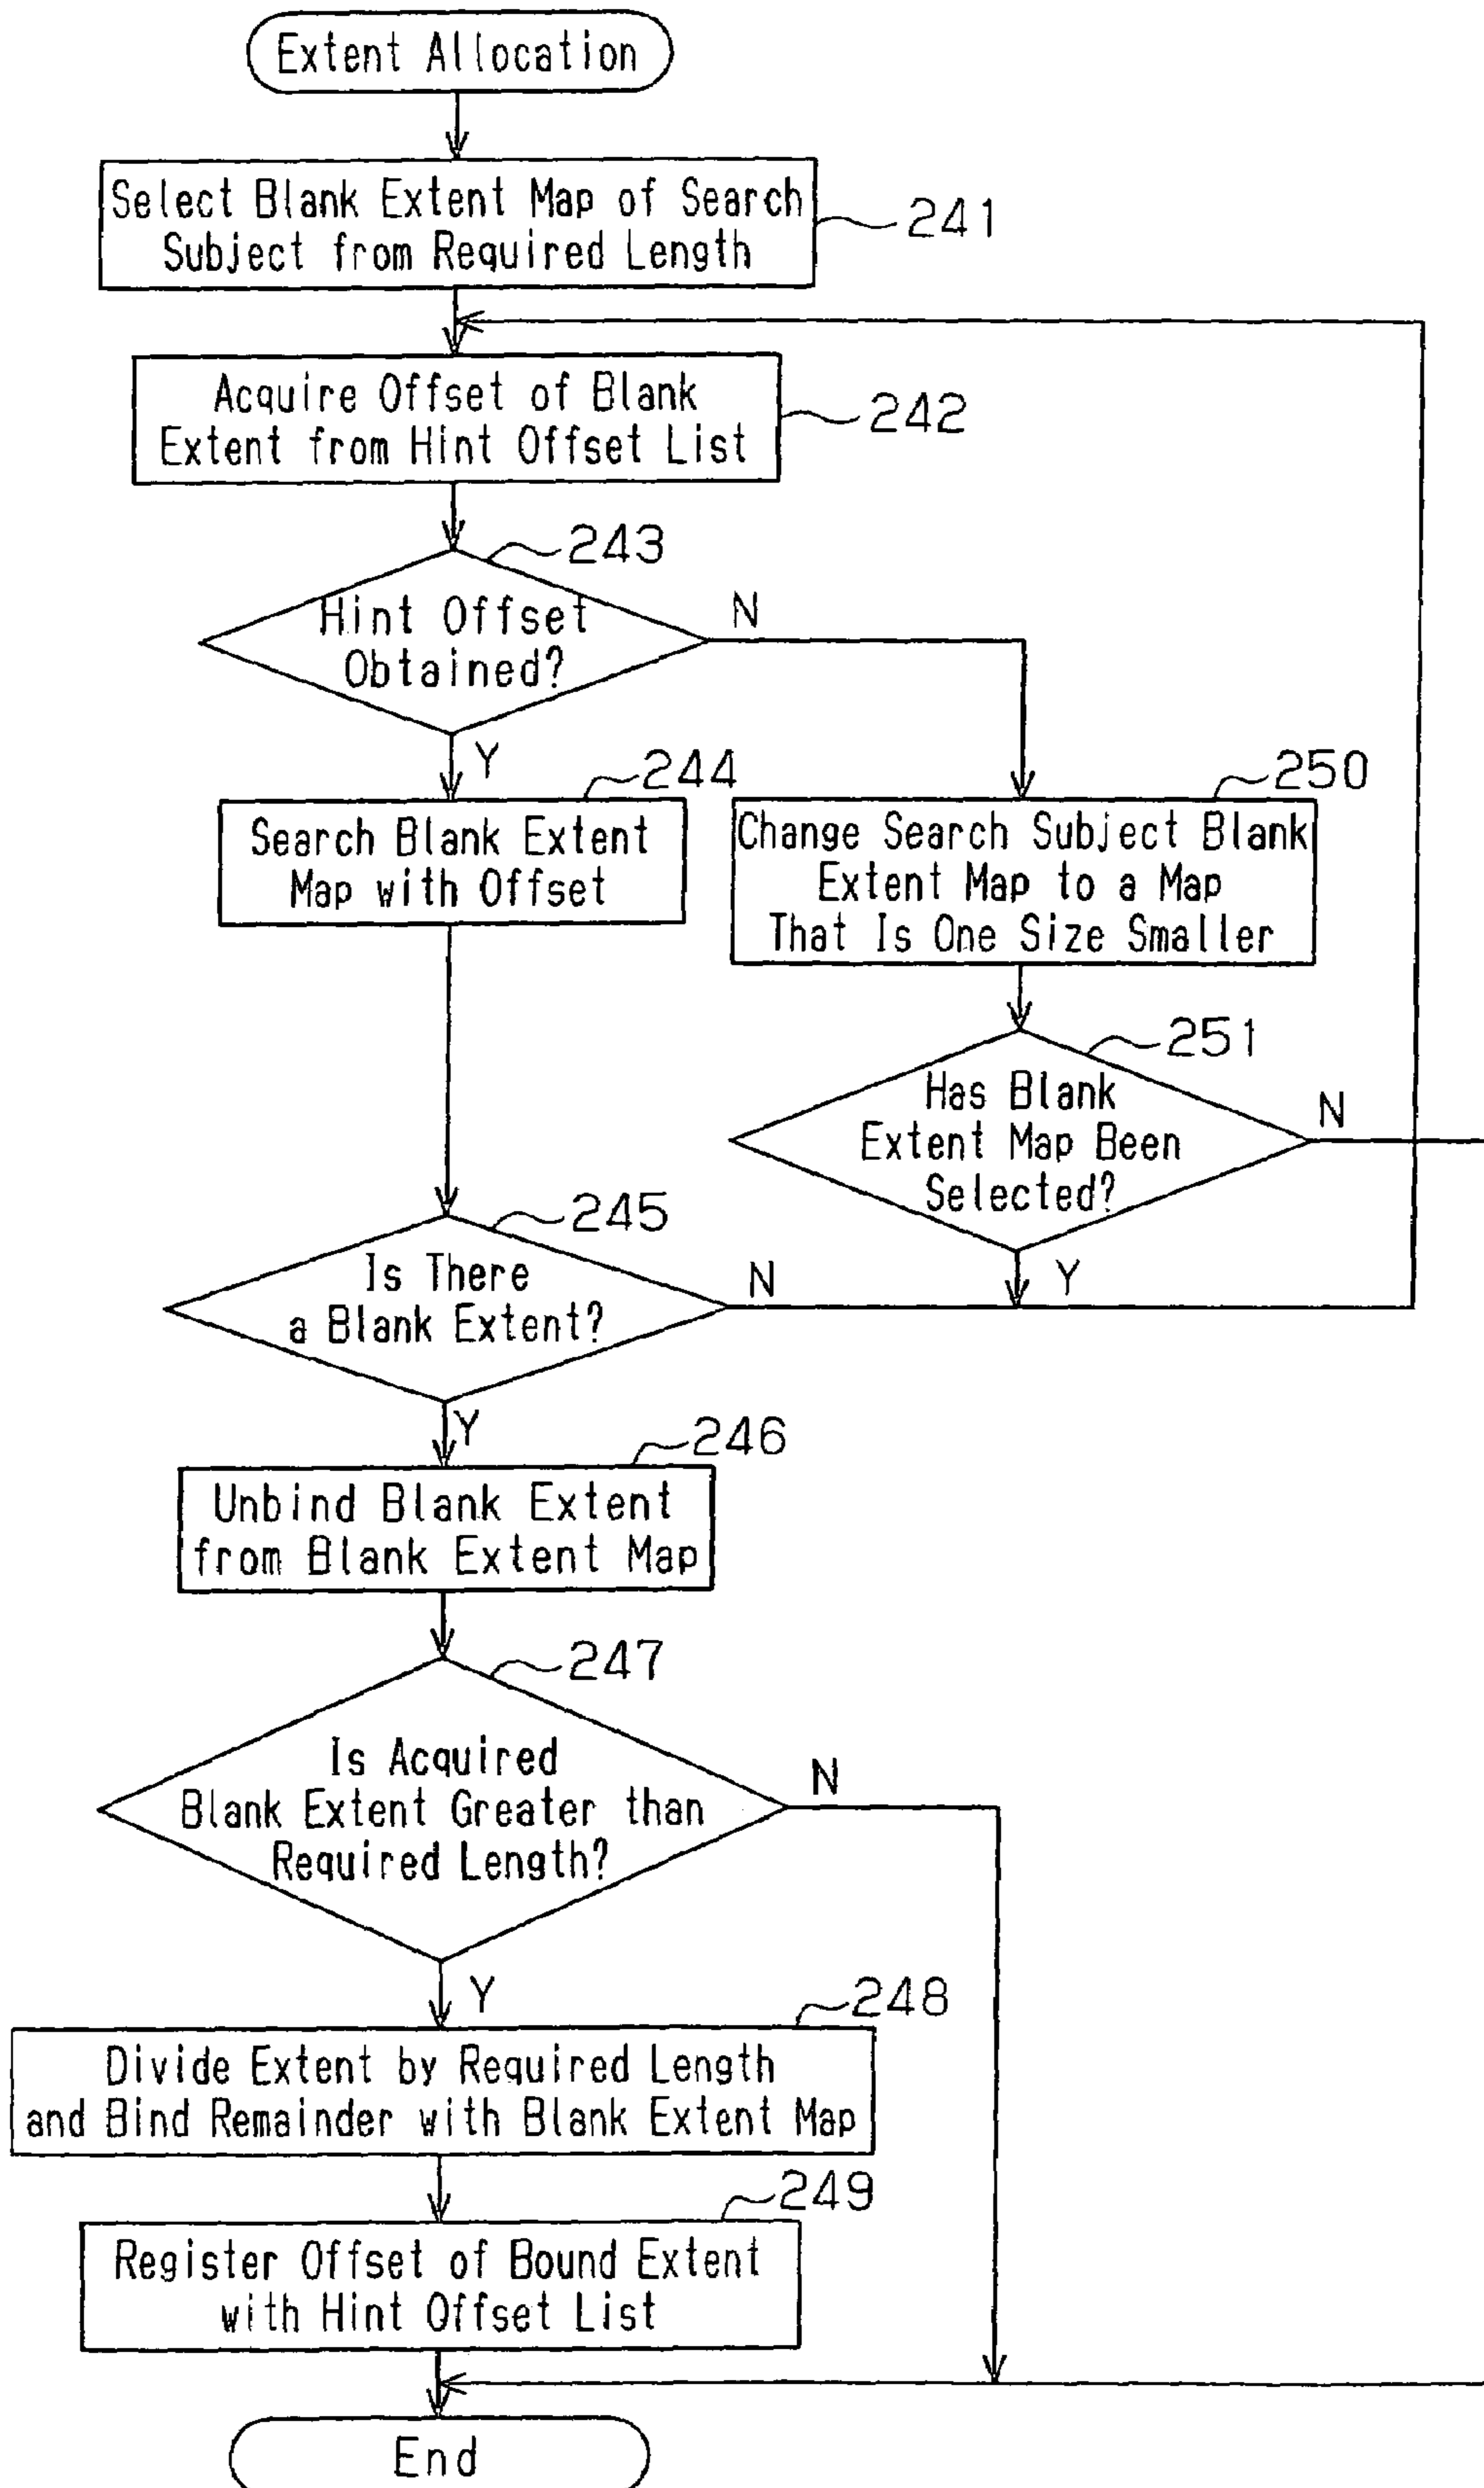 Extent Allocation
Select Blank Extent Map of Search
Subject from Required Length
241
Acquire Offset of Blank
Extent from Hint Offset List
242
243
Hint Offset
Obtained?
N
Y
244
Search Blank Extent
Map with Offset
250
Change Search Subject Blank
Extent Map to a Map
That Is One Size Smaller
251
Has Blank
Extent Map Been
Selected?
N
Y
245
Is There
a Blank Extent?
N
Y
246
Unbind Blank Extent
from Blank Extent Map
247
Is Acquired
Blank Extent Greater than
Required Length?
N
Y
248
Divide Extent by Required Length
and Bind Remainder with Blank Extent Map
249
Register Offset of Bound Extent
with Hint Offset List
End